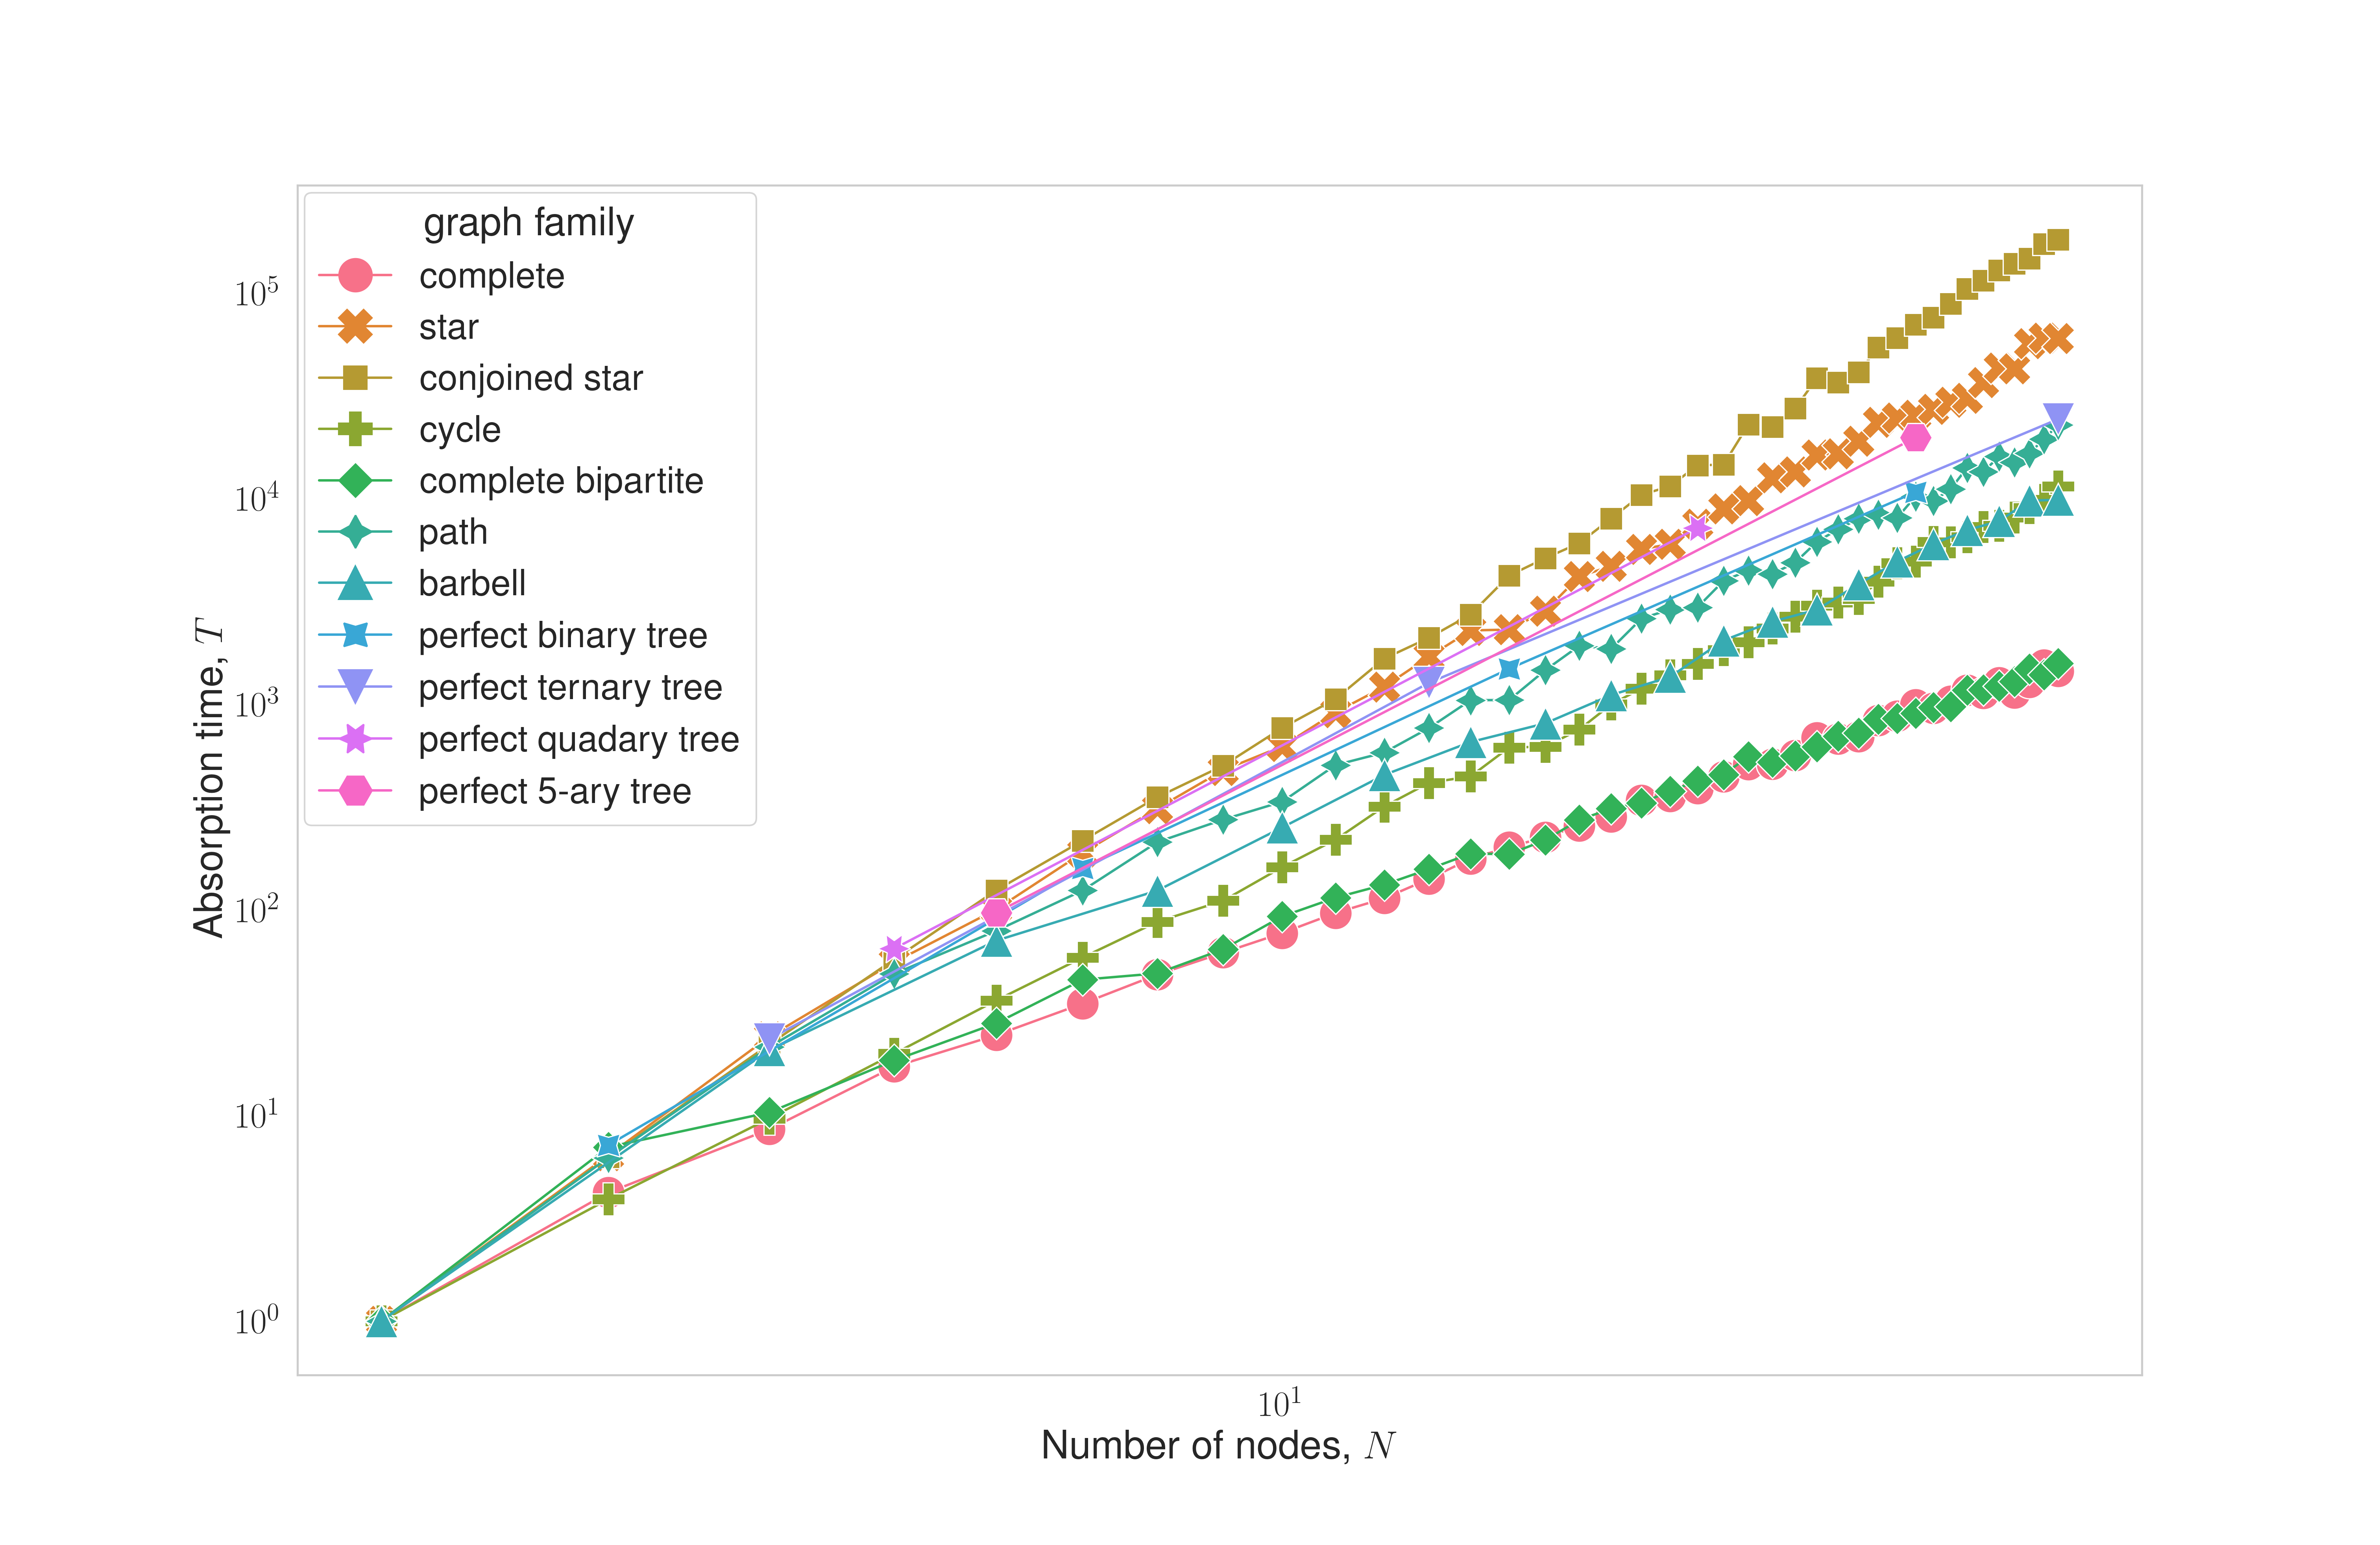 graph family
complete
star
conjoined star
cycle
complete bipartite
path
barbell
perfect binary tree
perfect ternary tree
perfect quadary tree
perfect 5-ary tree
10^5
10^4
10^3
10^2
10^1
10^0
Absorption time, T
10^1
Number of nodes, N